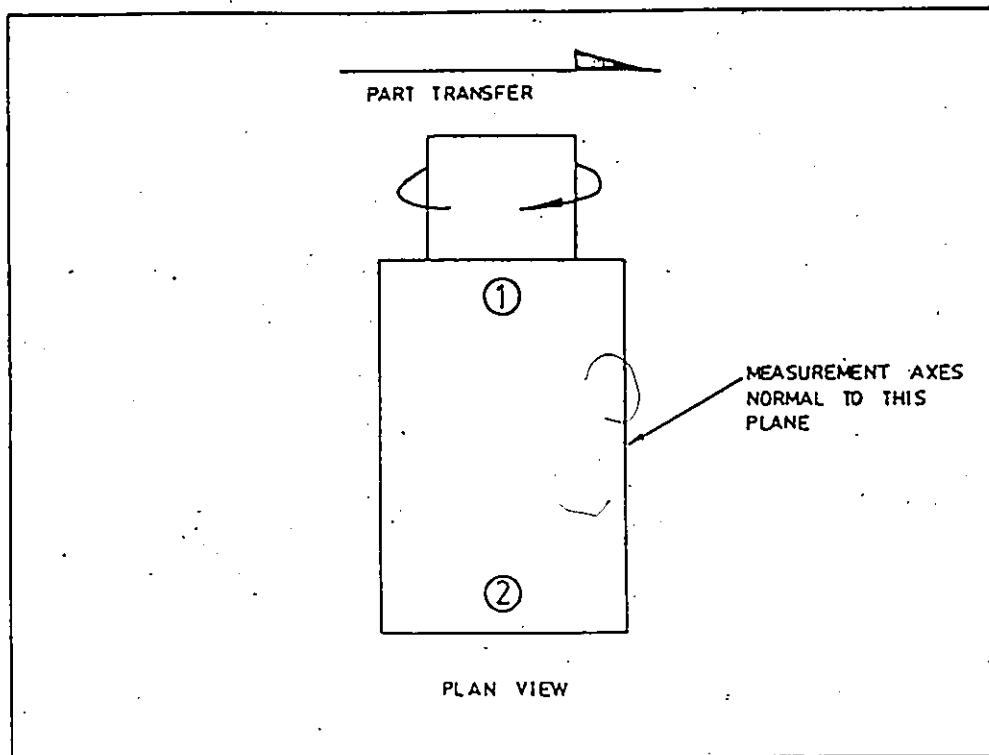 PART TRANSFER
1
MEASUREMENT AXES
NORMAL TO THIS
PLANE
2
PLAN VIEW